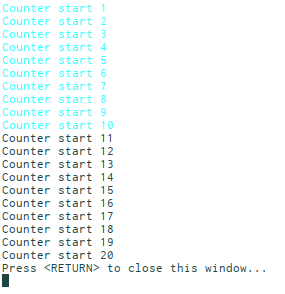 Counter start 1
Counter start 2
Counter start 3
Counter start 4
Counter start 5
Counter start 6
Counter start 7
Counter start 8
Counter start 9
Counter start 10
Counter start 11
Counter start 12
Counter start 13
Counter start 14
Counter start 15
Counter start 16
Counter start 17
Counter start 18
Counter start 19
Counter start 20
Press <RETURN> to close this window...